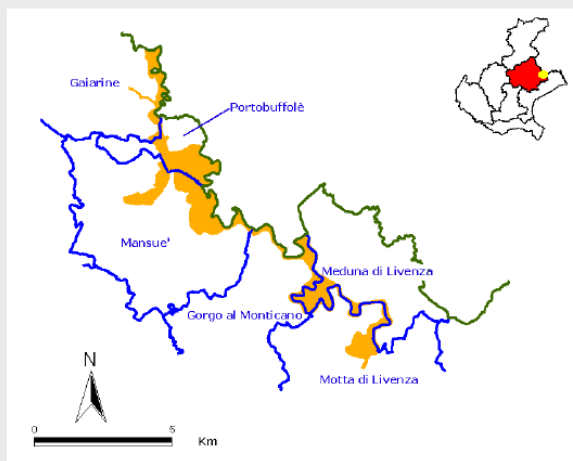 Gaiarine
Portobuffolè
Mansue'
Meduna di Livenza
Gorgo al Monticano
Motta di Livenza
N
0
5
Km